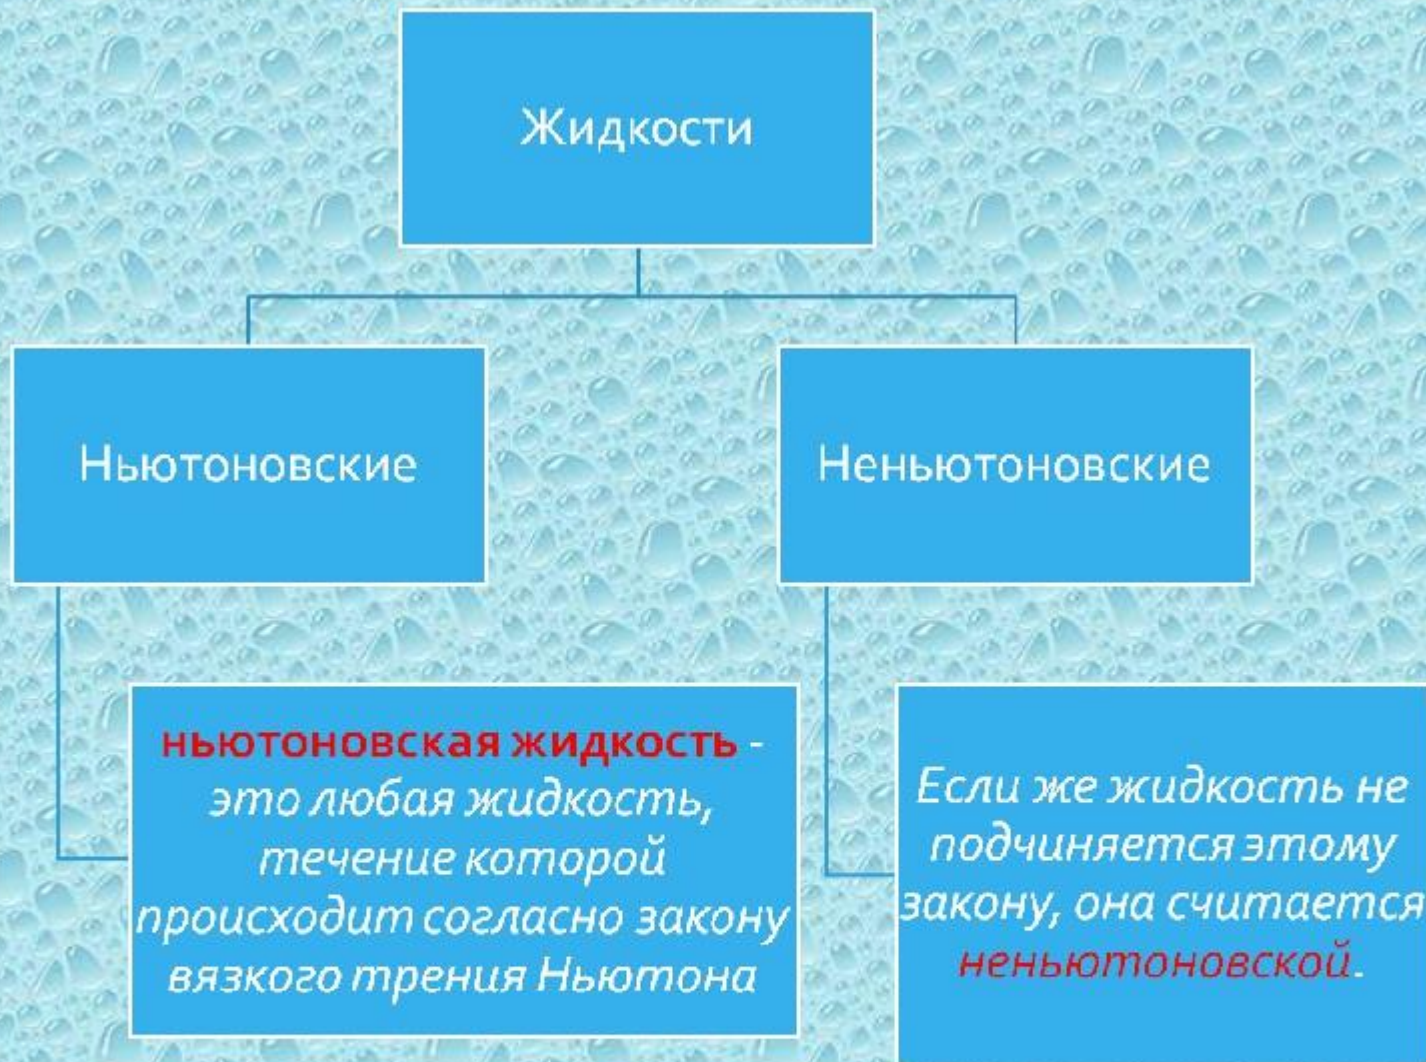 Жидкости
Ньютоновские
Неньютоновские
ньютоновская жидкость -
это любая жидкость,
течение которой
происходит согласно закону
вязкого трения Ньютона
Если же жидкость не
подчиняется этому
закону, она считается
неньютоновской.